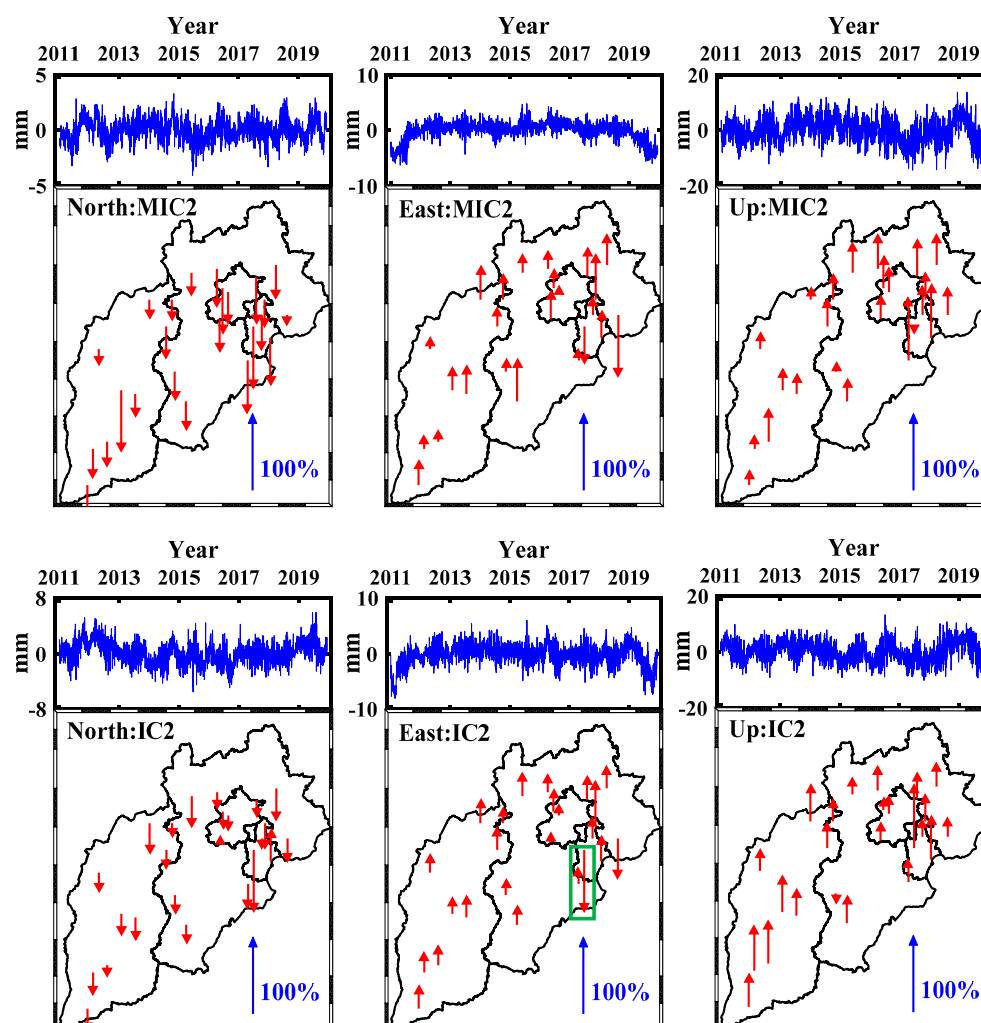 Year Year Year
2011 2013 2015 2017 2019 2011 2013 2015 2017 2019 2011 2013 2015 2017 2019
5 10 20
mm 0 mm 0 mm 0
-5 -10 -20
North:MIC2 East:MIC2 Up:MIC2
100% 100% 100%
Year Year Year
2011 2013 2015 2017 2019 2011 2013 2015 2017 2019 2011 2013 2015 2017 2019
8 10 20
mm 0 mm 0 mm 0
-8 -10 -20
North:IC2 East:IC2 Up:IC2
100% 100% 100%